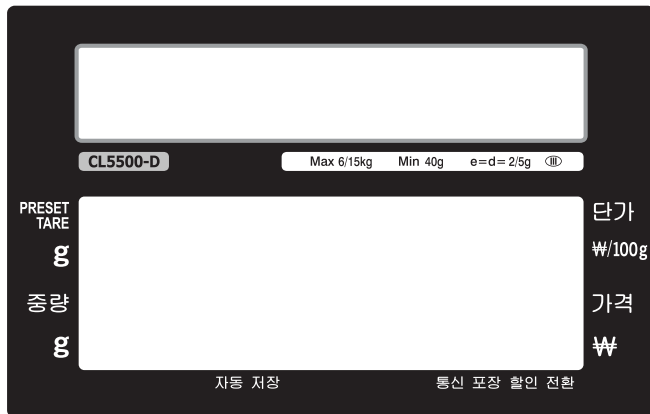 CL5500-D
Max 6/15kg Min 40g e=d= 2/5g Ⅲ
PRESET
TARE
단가
g
₩/100g
중량
가격
g
₩
자동 저장 통신 포장 할인 전환